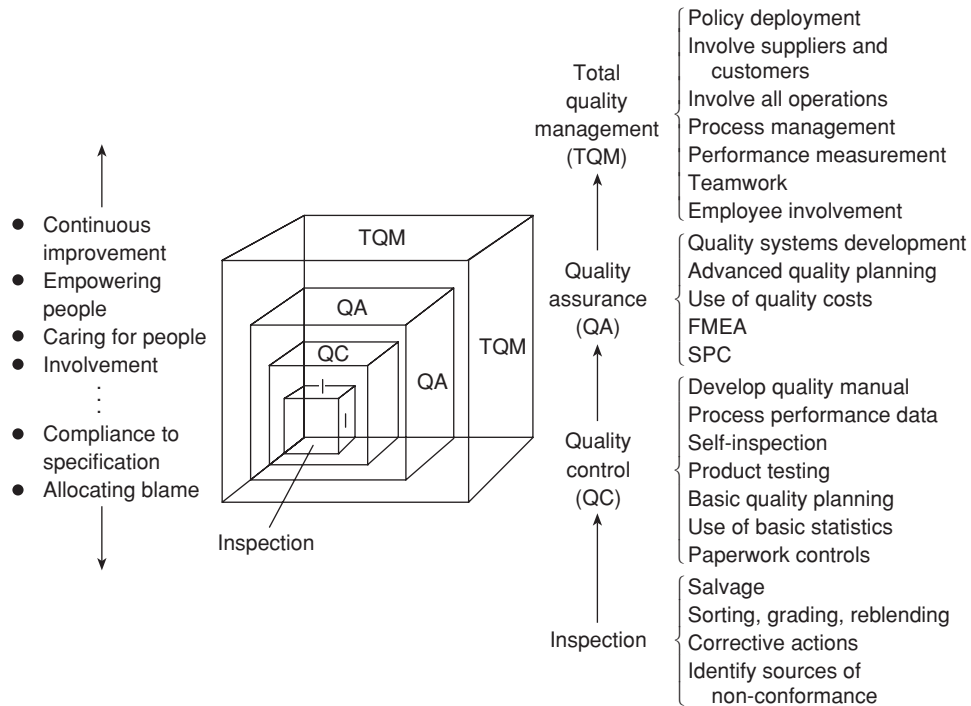 Continuous
improvement
Empowering
people
Caring for people
Involvement
Compliance to
specification
Allocating blame
TQM
QA
QC
I
TQM
QA
I
Inspection
Total
quality
management
(TQM)
Quality
assurance
(QA)
Quality
control
(QC)
Inspection
Policy deployment
Involve suppliers and
customers
Involve all operations
Process management
Performance measurement
Teamwork
Employee involvement
Quality systems development
Advanced quality planning
Use of quality costs
FMEA
SPC
Develop quality manual
Process performance data
Self-inspection
Product testing
Basic quality planning
Use of basic statistics
Paperwork controls
Salvage
Sorting, grading, reblending
Corrective actions
Identify sources of
non-conformance